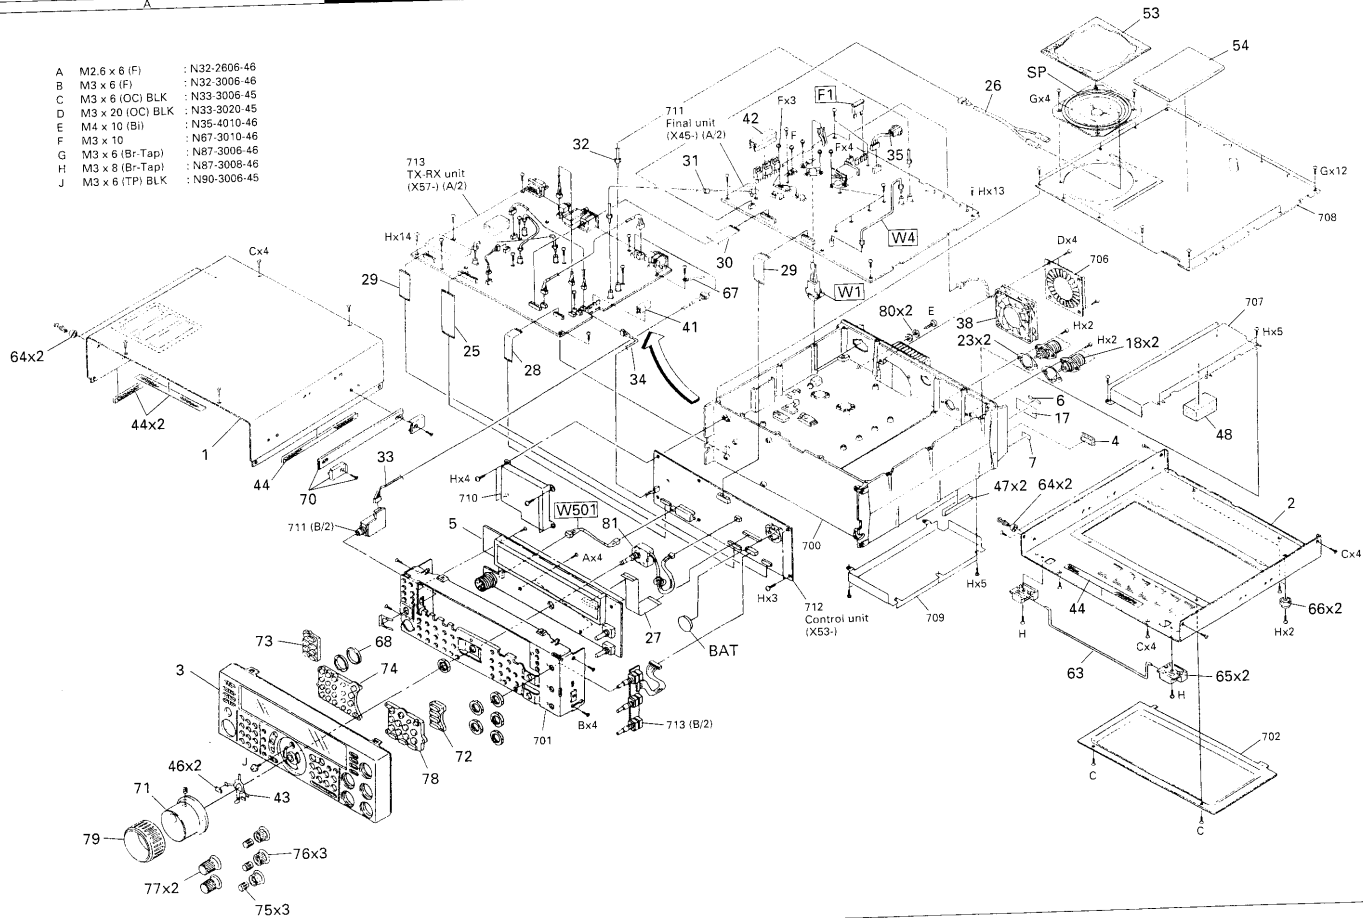 A
A M2.6 x 6 (F) : N32-2606-46
B M3 x 6 (F) : N32-3006-46
C M3 x 6 (OC) BLK : N33-3006-45
D M3 x 20 (OC) BLK : N33-3020-45
E M4 x 10 (Bi) : N35-4010-46
F M3 x 10 : N67-3010-46
G M3 x 6 (Br-Tap) : N87-3006-46
H M3 x 8 (Br-Tap) : N87-3008-46
J M3 x 6 (TP) BLK : N90-3006-45
53
54
SP
Gx4
26
F1
Fx3
711
Final unit
(X45-) (A/2)
42
F
Fx4
35
32
31
713
TX-RX unit
(X57-) (A/2)
Gx12
Hx13
708
W4
Hx14
Cx4
30
29
29
Dx4
706
67
W1
707
41
80x2
E
38
Hx2
23x2
Hx2
18x2
Hx5
64x2
25
28
34
6
17
48
4
7
44x2
1
44
70
33
Hx4
710
W501
81
5
47x2
64x2
2
711 (B/2)
Ax4
700
Cx4
Hx5
44
66x2
Hx2
Hx3
712
Control unit
(X53-)
709
27
BAT
H
Cx4
63
65x2
H
73
68
74
3
701
Bx4
713 (B/2)
72
78
702
J
46x2
43
71
C
C
79
76x3
77x2
75x3